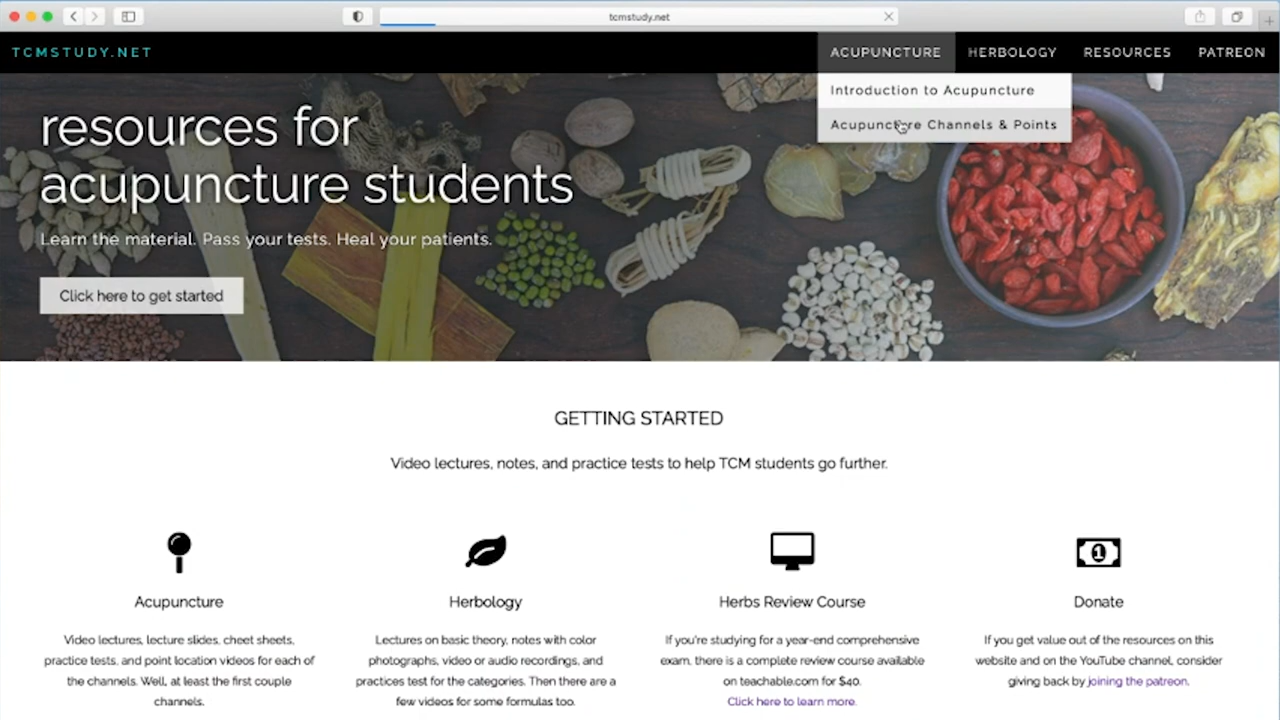 tcmstudy.net
TCMSTUDY.NET
ACUPUNCTURE HERBOLOGY RESOURCES PATREON
Introduction to Acupuncture
Acupuncture Channels & Points
resources for
acupuncture students
Learn the material. Pass your tests. Heal your patients.
Click here to get started
GETTING STARTED
Video lectures, notes, and practice tests to help TCM students go further.
Acupuncture
Video lectures, lecture slides, cheet sheets,
practice tests, and point location videos for each of
the channels. Well, at least the first couple
channels.
Herbology
Lectures on basic theory, notes with color
photographs, video or audio recordings, and
practices test for the categories. Then there are a
few videos for some formulas too.
Herbs Review Course
If you're studying for a year-end comprehensive
exam, there is a complete review course available
on teachable.com for $40.
Click here to learn more.
1
Donate
If you get value out of the resources on this
website and on the YouTube channel, consider
giving back by joining the patreon.